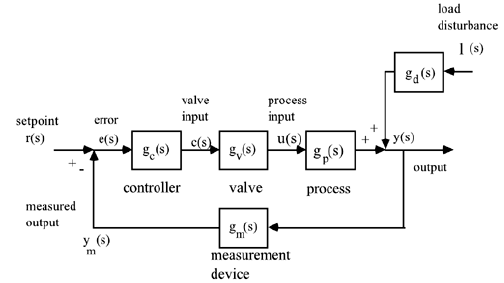 load
disturbance
l (s)
g_d(s)
setpoint
r(s)
error
e(s)
valve
input
c(s)
process
input
u(s)
y(s)
output
+
-
+
+
g_c(s)
g_v(s)
g_p(s)
controller
valve
process
measured
output
y_m(s)
g_m(s)
measurement
device